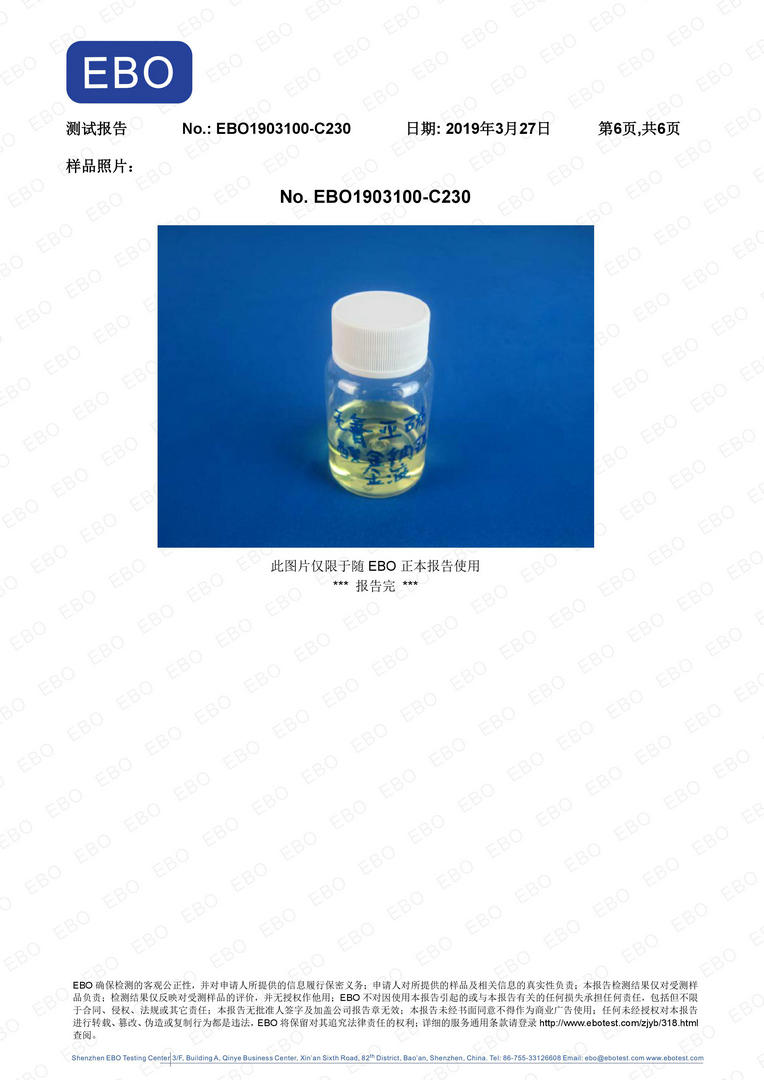 EBO
测试报告 No.: EBO1903100-C230 日期: 2019年3月27日 第6页,共6页
样品照片：
No. EBO1903100-C230
无氰亚硫
酸金钠
金液
此图片仅限于随 EBO 正本报告使用
*** 报告完 ***
EBO 确保检测的客观公正性，并对申请人所提供的信息履行保密义务；申请人对所提供的样品及相关信息的真实性负责；本报告检测结果仅对受测样
品负责；检测结果仅反映对受测样品的评价，并无授权作他用；EBO 不对因使用本报告引起的或与本报告有关的任何损失承担任何责任，包括但不限
于合同、侵权、法规或其它责任；本报告无批准人签字及加盖公司报告章无效；本报告未经书面同意不得作为商业广告使用；任何未经授权对本报告
进行转载、篡改、伪造或复制行为都是违法，EBO 将保留对其追究法律责任的权利；详细的服务通用条款请登录 http://www.ebotest.com/zjyb/318.html
查阅。
Shenzhen EBO Testing Center 3/F, Building A, Qinye Business Center, Xin'an Sixth Road, 82th District, Bao'an, Shenzhen, China. Tel: 86-755-33126608 Email: ebo@ebotest.com www.ebotest.com